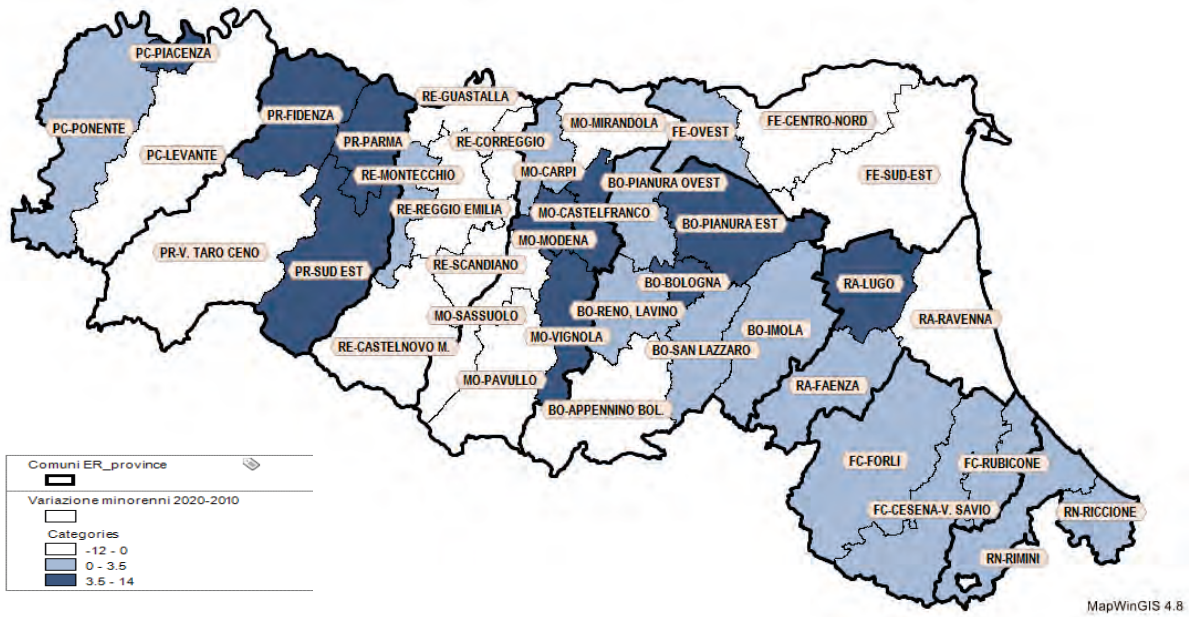 PC-PIACENZA
PC-PONENTE
PC-LEVANTE
PR-FIDENZA
PR-PARMA
PR-V. TARO CENO
PR-SUD EST
RE-GUASTALLA
RE-CORREGGIO
RE-MONTECCHIO
RE-REGGIO EMILIA
RE-SCANDIANO
RE-CASTELNOVO M.
MO-MIRANDOLA
MO-CARPI
MO-CASTELFRANCO
MO-MODENA
MO-SASSUOLO
MO-VIGNOLA
MO-PAVULLO
FE-OVEST
FE-CENTRO-NORD
FE-SUD-EST
BO-PIANURA OVEST
BO-PIANURA EST
BO-BOLOGNA
BO-RENO, LAVINO
BO-SAN LAZZARO
BO-IMOLA
BO-APPENNINO BOL.
RA-LUGO
RA-RAVENNA
RA-FAENZA
FC-FORLI
FC-RUBICONE
FC-CESENA-V. SAVIO
RN-RICCIONE
RN-RIMINI
Comuni ER_province
Variazione minorenni 2020-2010
Categories
-12 - 0
0 - 3.5
3.5 - 14
MapWinGIS 4.8